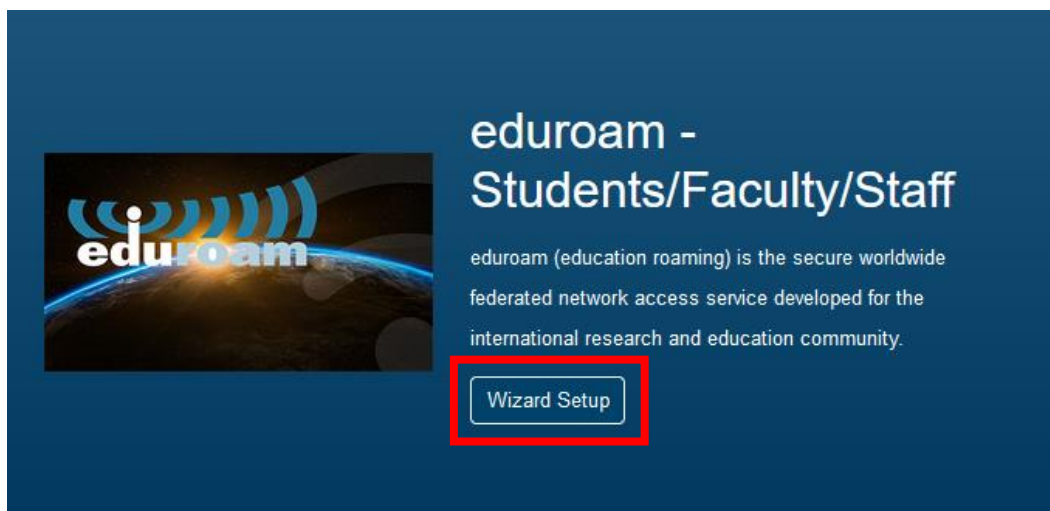 eduroam
eduroam -
Students/Faculty/Staff
eduroam (education roaming) is the secure worldwide
federated network access service developed for the
international research and education community.
Wizard Setup